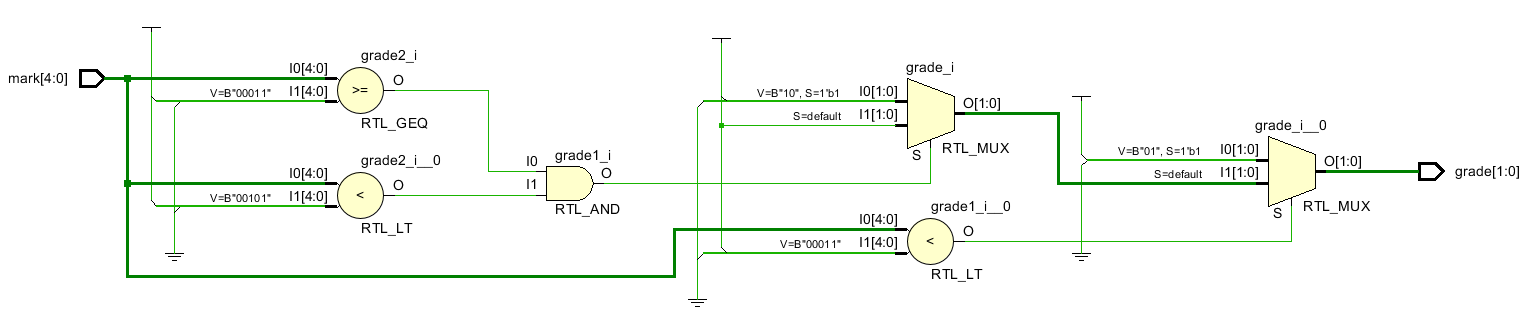 mark[4:0]
grade2_i
I0[4:0]
V=B"00011"
I1[4:0]
>=
O
RTL_GEQ
grade2_i__0
I0[4:0]
V=B"00101"
I1[4:0]
<
O
RTL_LT
grade1_i
I0
I1
O
RTL_AND
grade_i
V=B"10", S=1'b1
I0[1:0]
S=default
I1[1:0]
O[1:0]
S
RTL_MUX
grade1_i__0
I0[4:0]
V=B"00011"
I1[4:0]
<
O
RTL_LT
grade_i__0
V=B"01", S=1'b1
I0[1:0]
S=default
I1[1:0]
O[1:0]
S
RTL_MUX
grade[1:0]